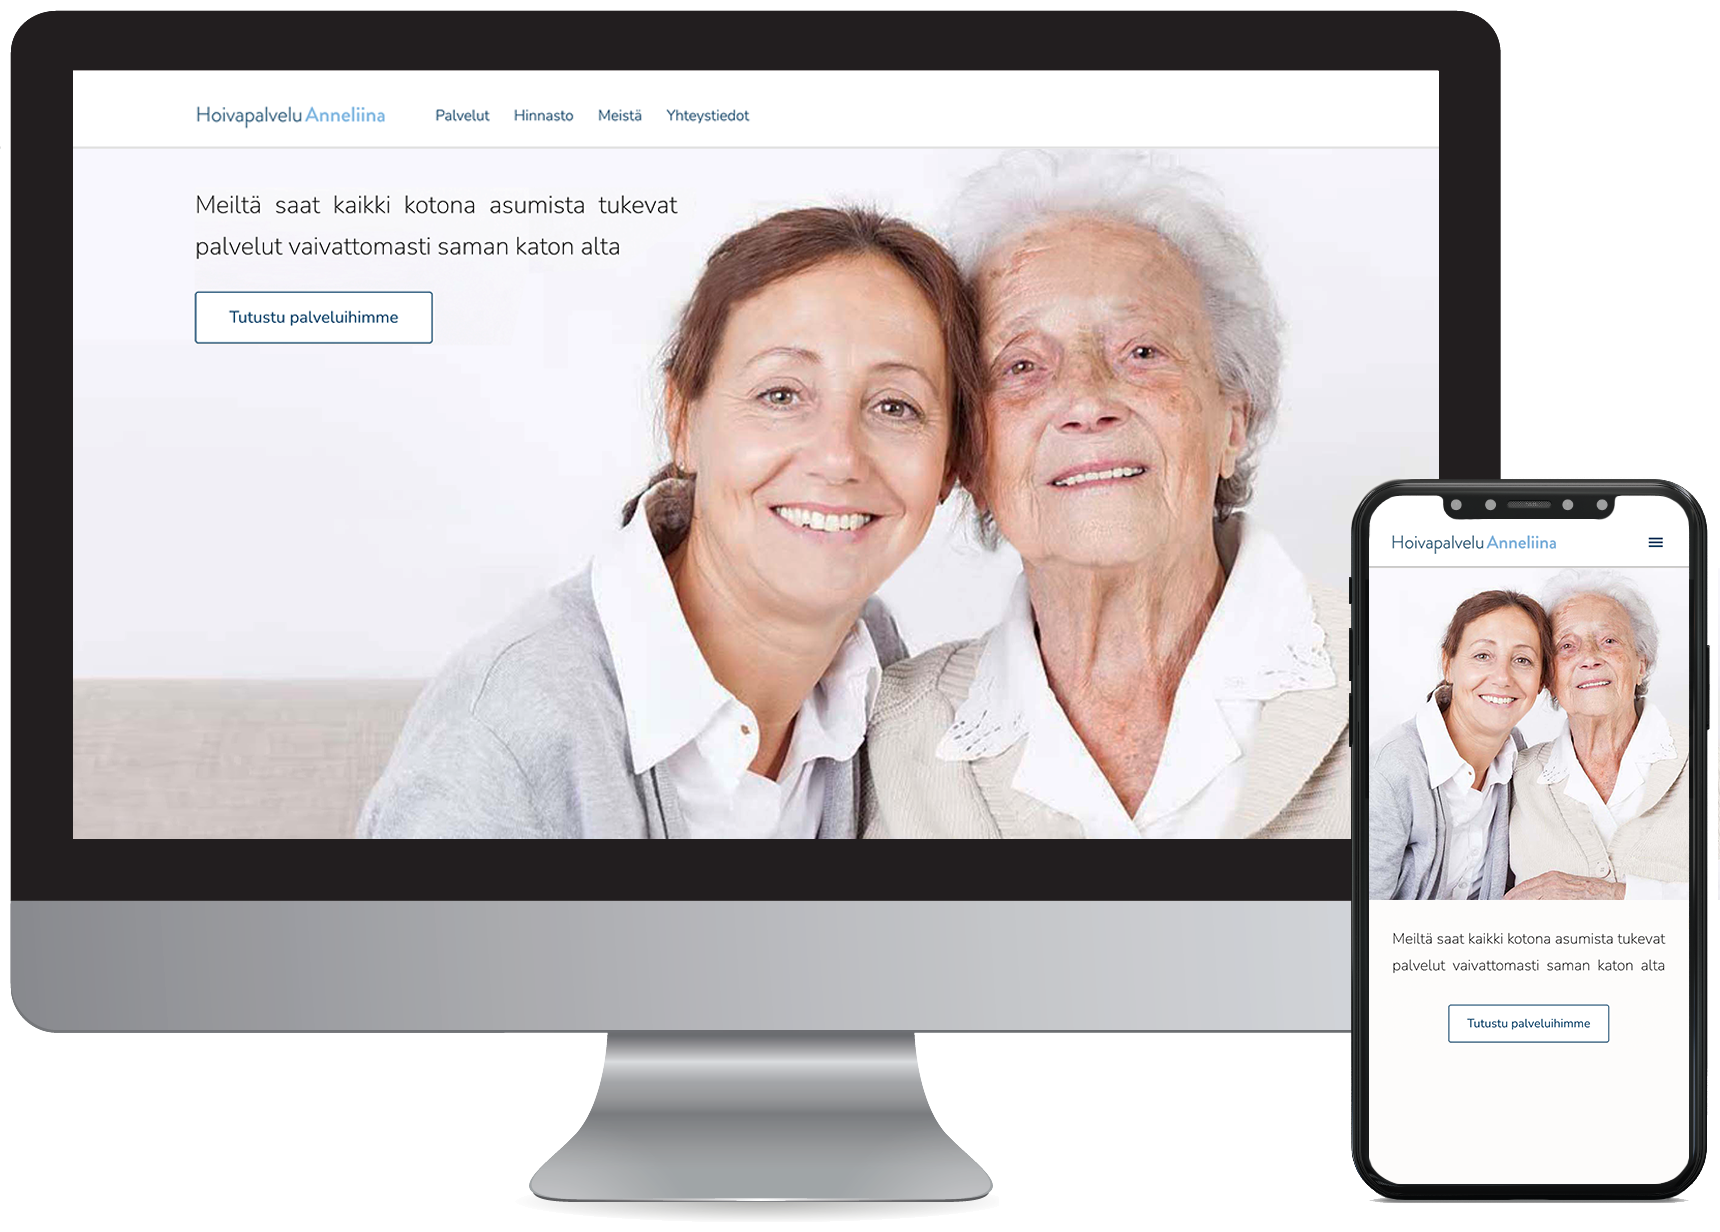 Hoivapalvelu Anneliina Palvelut Hinnasto Meistä Yhteystiedot
Meiltä saat kaikki kotona asumista tukevat
palvelut vaivattomasti saman katon alta
Tutustu palveluihimme
Hoivapalvelu Anneliina
Meiltä saat kaikki kotona asumista tukevat
palvelut vaivattomasti saman katon alta
Tutustu palveluihimme